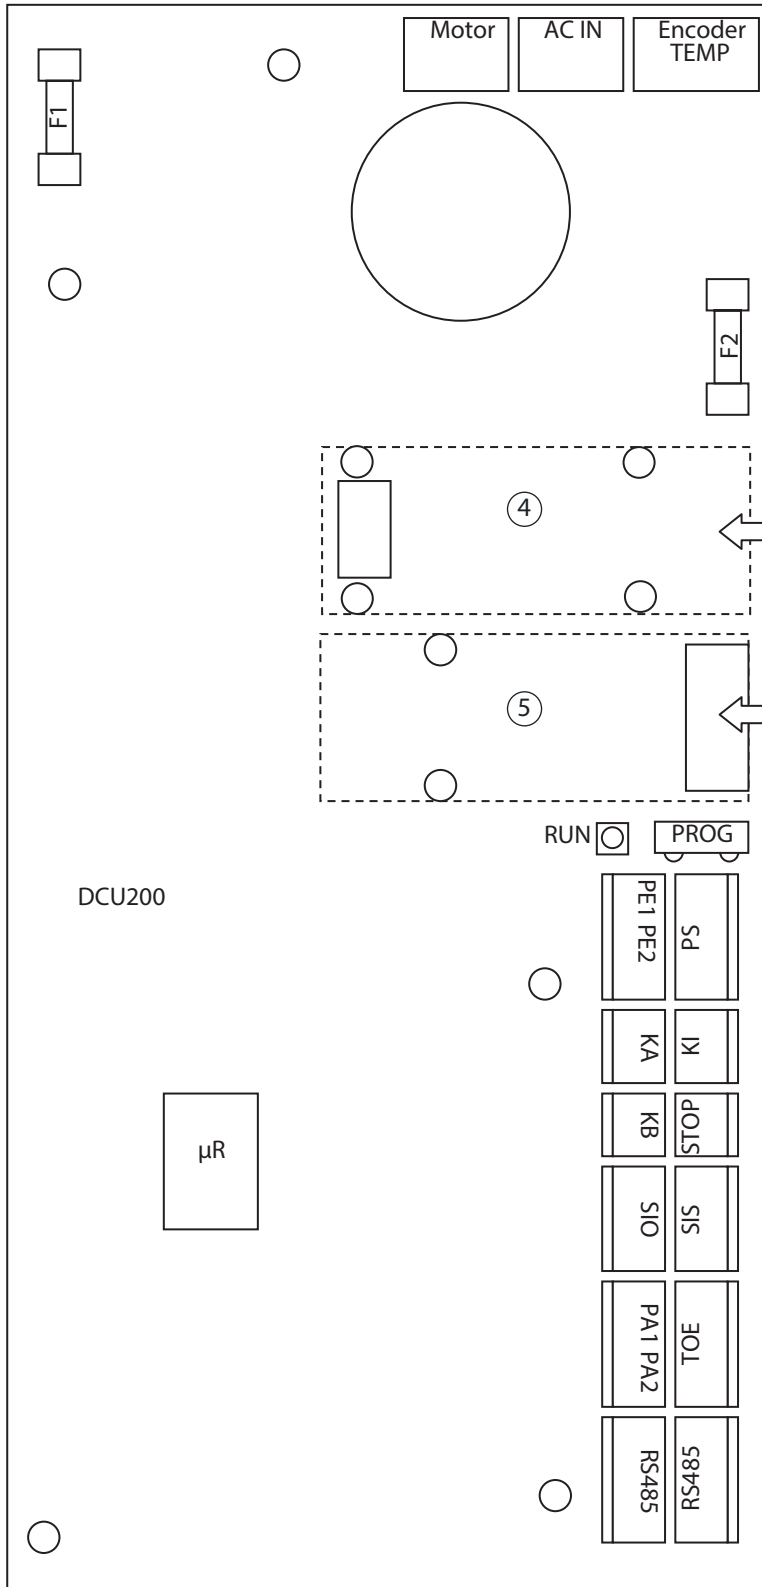 Motor
AC IN
Encoder
TEMP
F1
F2
4
5
RUN
PROG
DCU200
PE1 PE2
PS
KA
KI
µR
KB
STOP
SIO
SIS
PA1 PA2
TOE
RS485
RS485